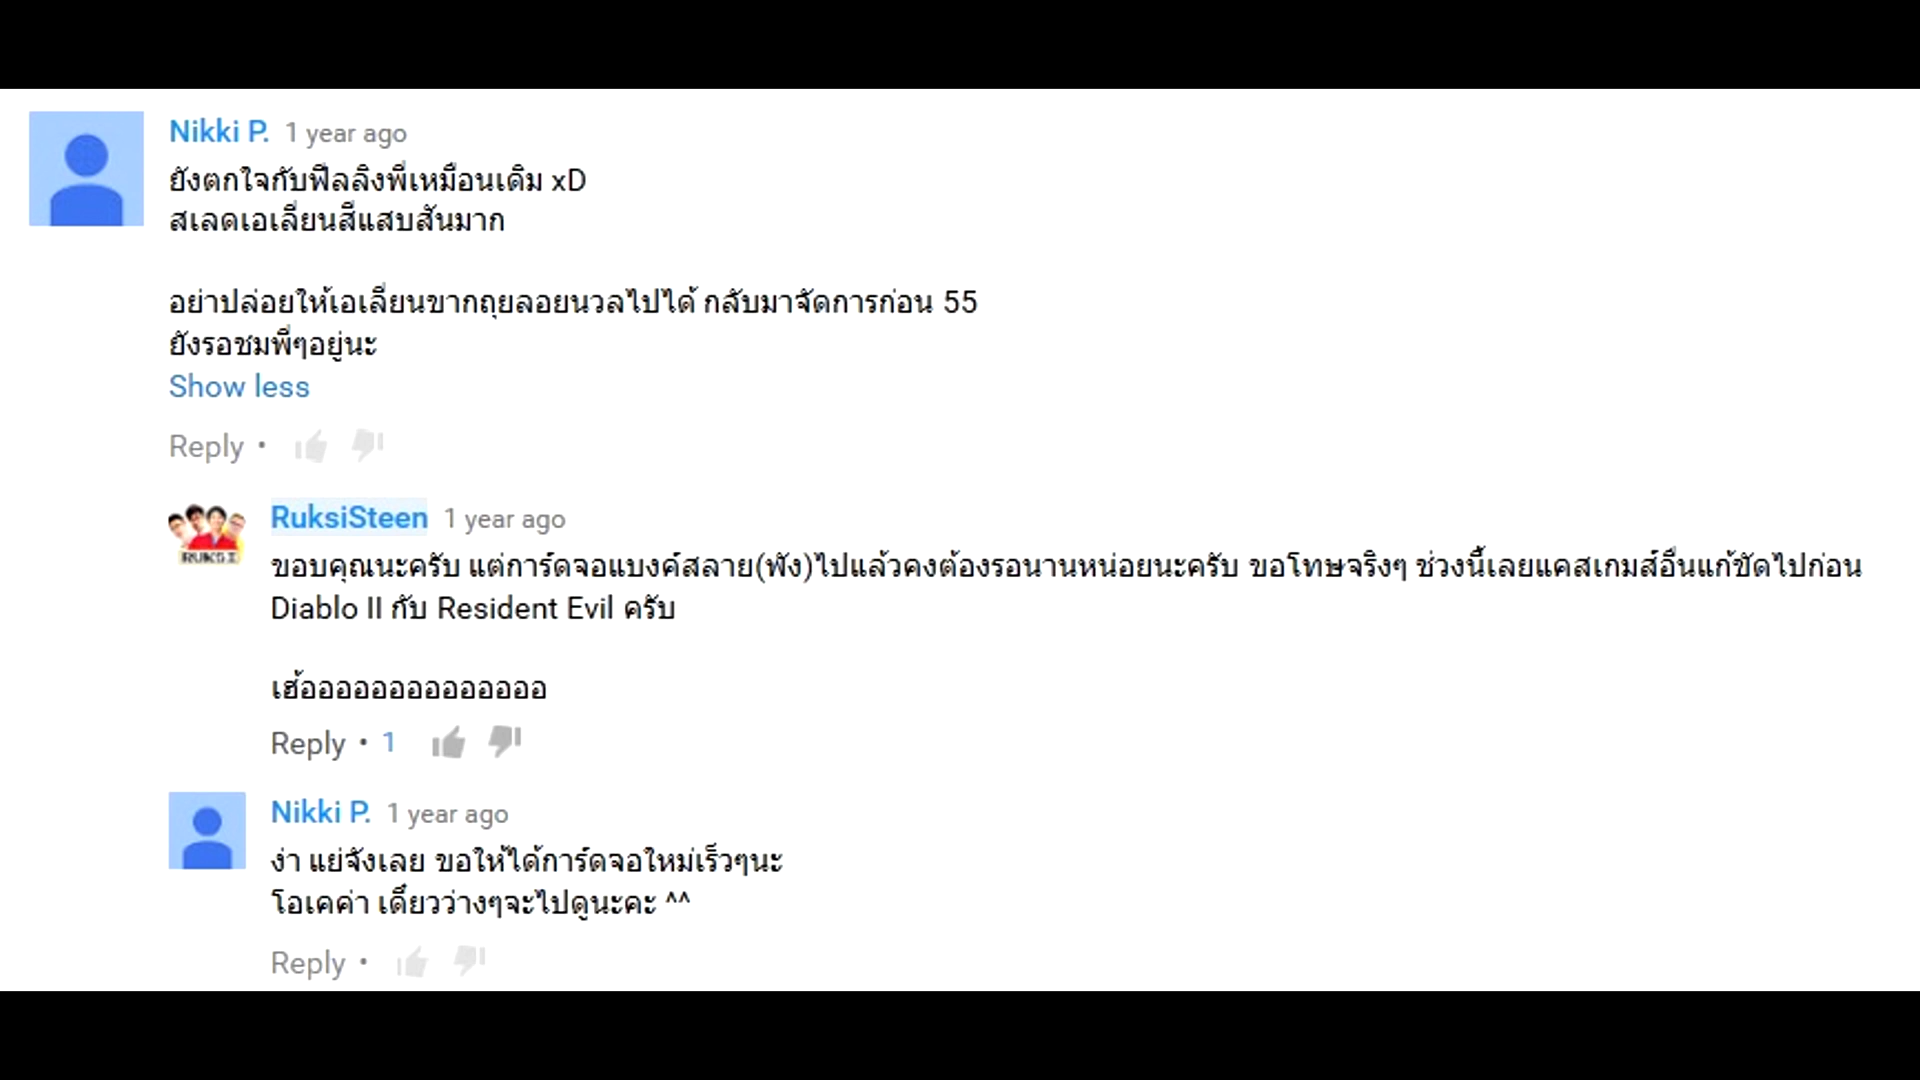 Nikki P. 1 year ago
ยังตกใจกับฟีลลิงพี่เหมือนเดิม xD
สเลดเอเลี่ยนสีแสบสันมาก
อย่าปล่อยให้เอเลี่ยนขากถุยลอยนวลไปได้ กลับมาจัดการก่อน 55
ยังรอชมพี่ๆอยู่นะ
Show less
Reply •
RuksiSteen 1 year ago
RUKSI
ขอบคุณนะครับ แต่การ์ดจอแบงค์สลาย(พัง)ไปแล้วคงต้องรอนานหน่อยนะครับ ขอโทษจริงๆ ช่วงนี้เลยแคสเกมส์อื่นแก้ขัดไปก่อน
Diablo II กับ Resident Evil ครับ
เฮ้อออออออออออออออ
Reply • 1
Nikki P. 1 year ago
ง่า แย่จังเลย ขอให้ได้การ์ดจอใหม่เร็วๆนะ
โอเคค่า เดี๋ยวว่างๆจะไปดูนะคะ ^^
Reply •